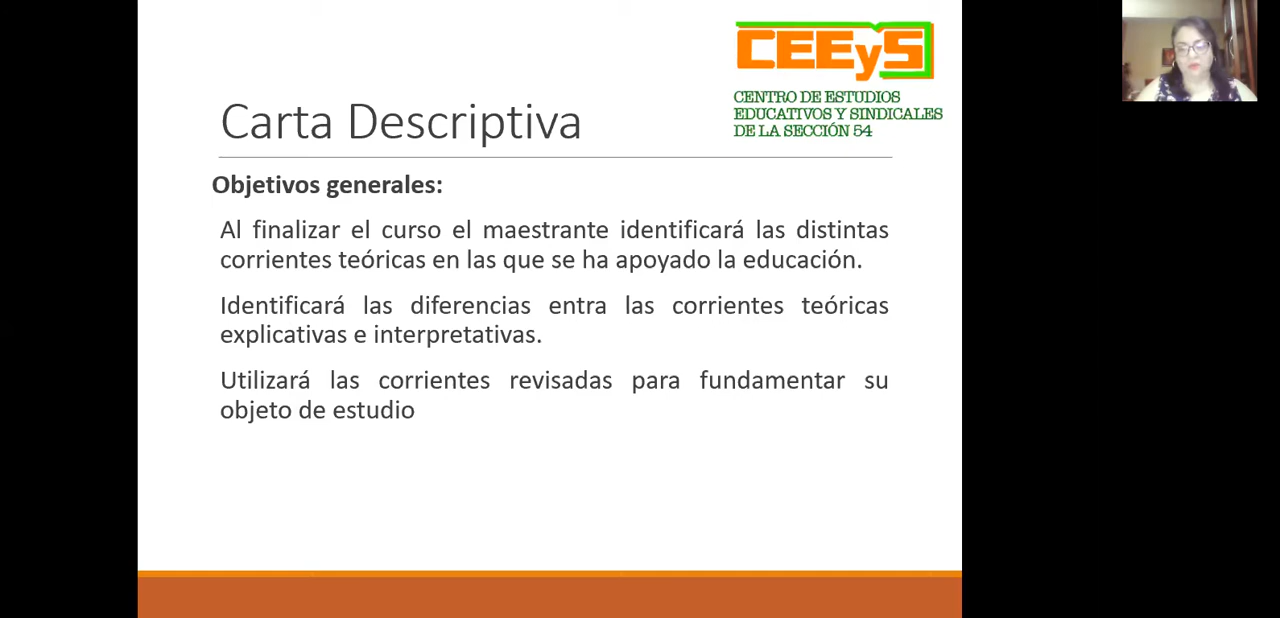 CEEyS
CENTRO DE ESTUDIOS
EDUCATIVOS Y SINDICALES
DE LA SECCIÓN 54
Carta Descriptiva
Objetivos generales:
Al finalizar el curso el maestrante identificará las distintas
corrientes teóricas en las que se ha apoyado la educación.
Identificará las diferencias entra las corrientes teóricas
explicativas e interpretativas.
Utilizará las corrientes revisadas para fundamentar su
objeto de estudio